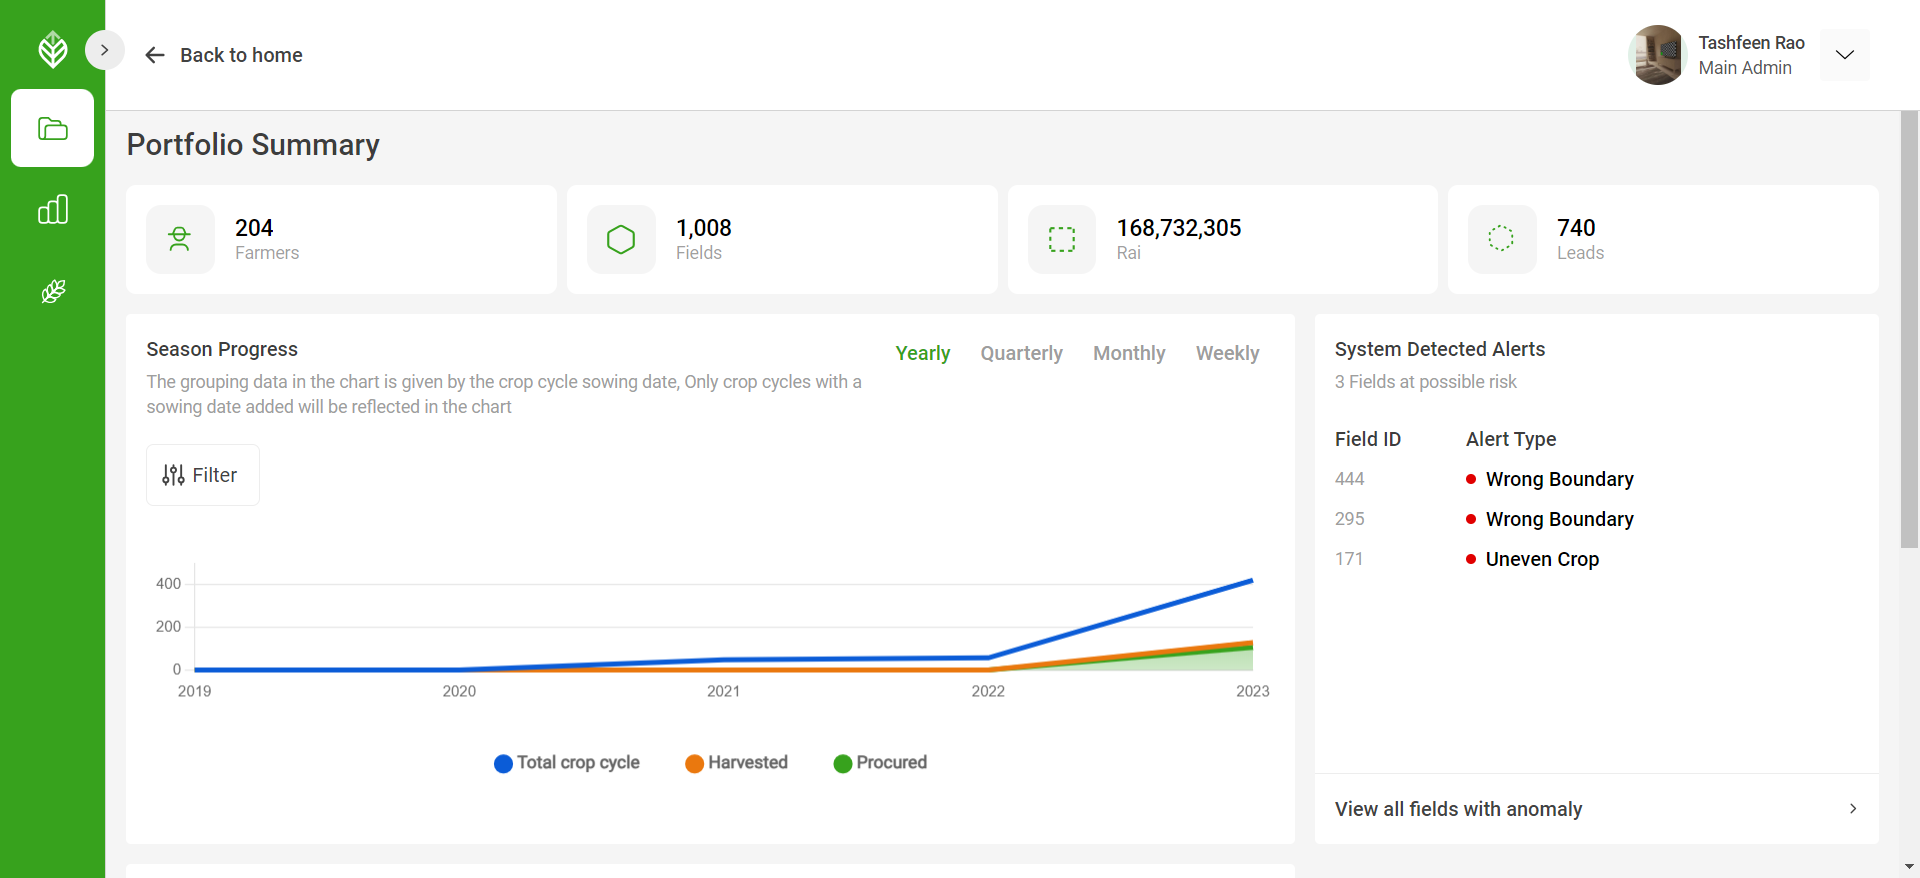 Back to home
Tashfeen Rao
Main Admin
Portfolio Summary
204
Farmers
1,008
Fields
168,732,305
Rai
740
Leads
Season Progress
Yearly
Quarterly
Monthly
Weekly
The grouping data in the chart is given by the crop cycle sowing date, Only crop cycles with a
sowing date added will be reflected in the chart
Filter
400
200
0
2019
2020
2021
2022
2023
Total crop cycle
Harvested
Procured
System Detected Alerts
3 Fields at possible risk
Field ID
Alert Type
444
Wrong Boundary
295
Wrong Boundary
171
Uneven Crop
View all fields with anomaly